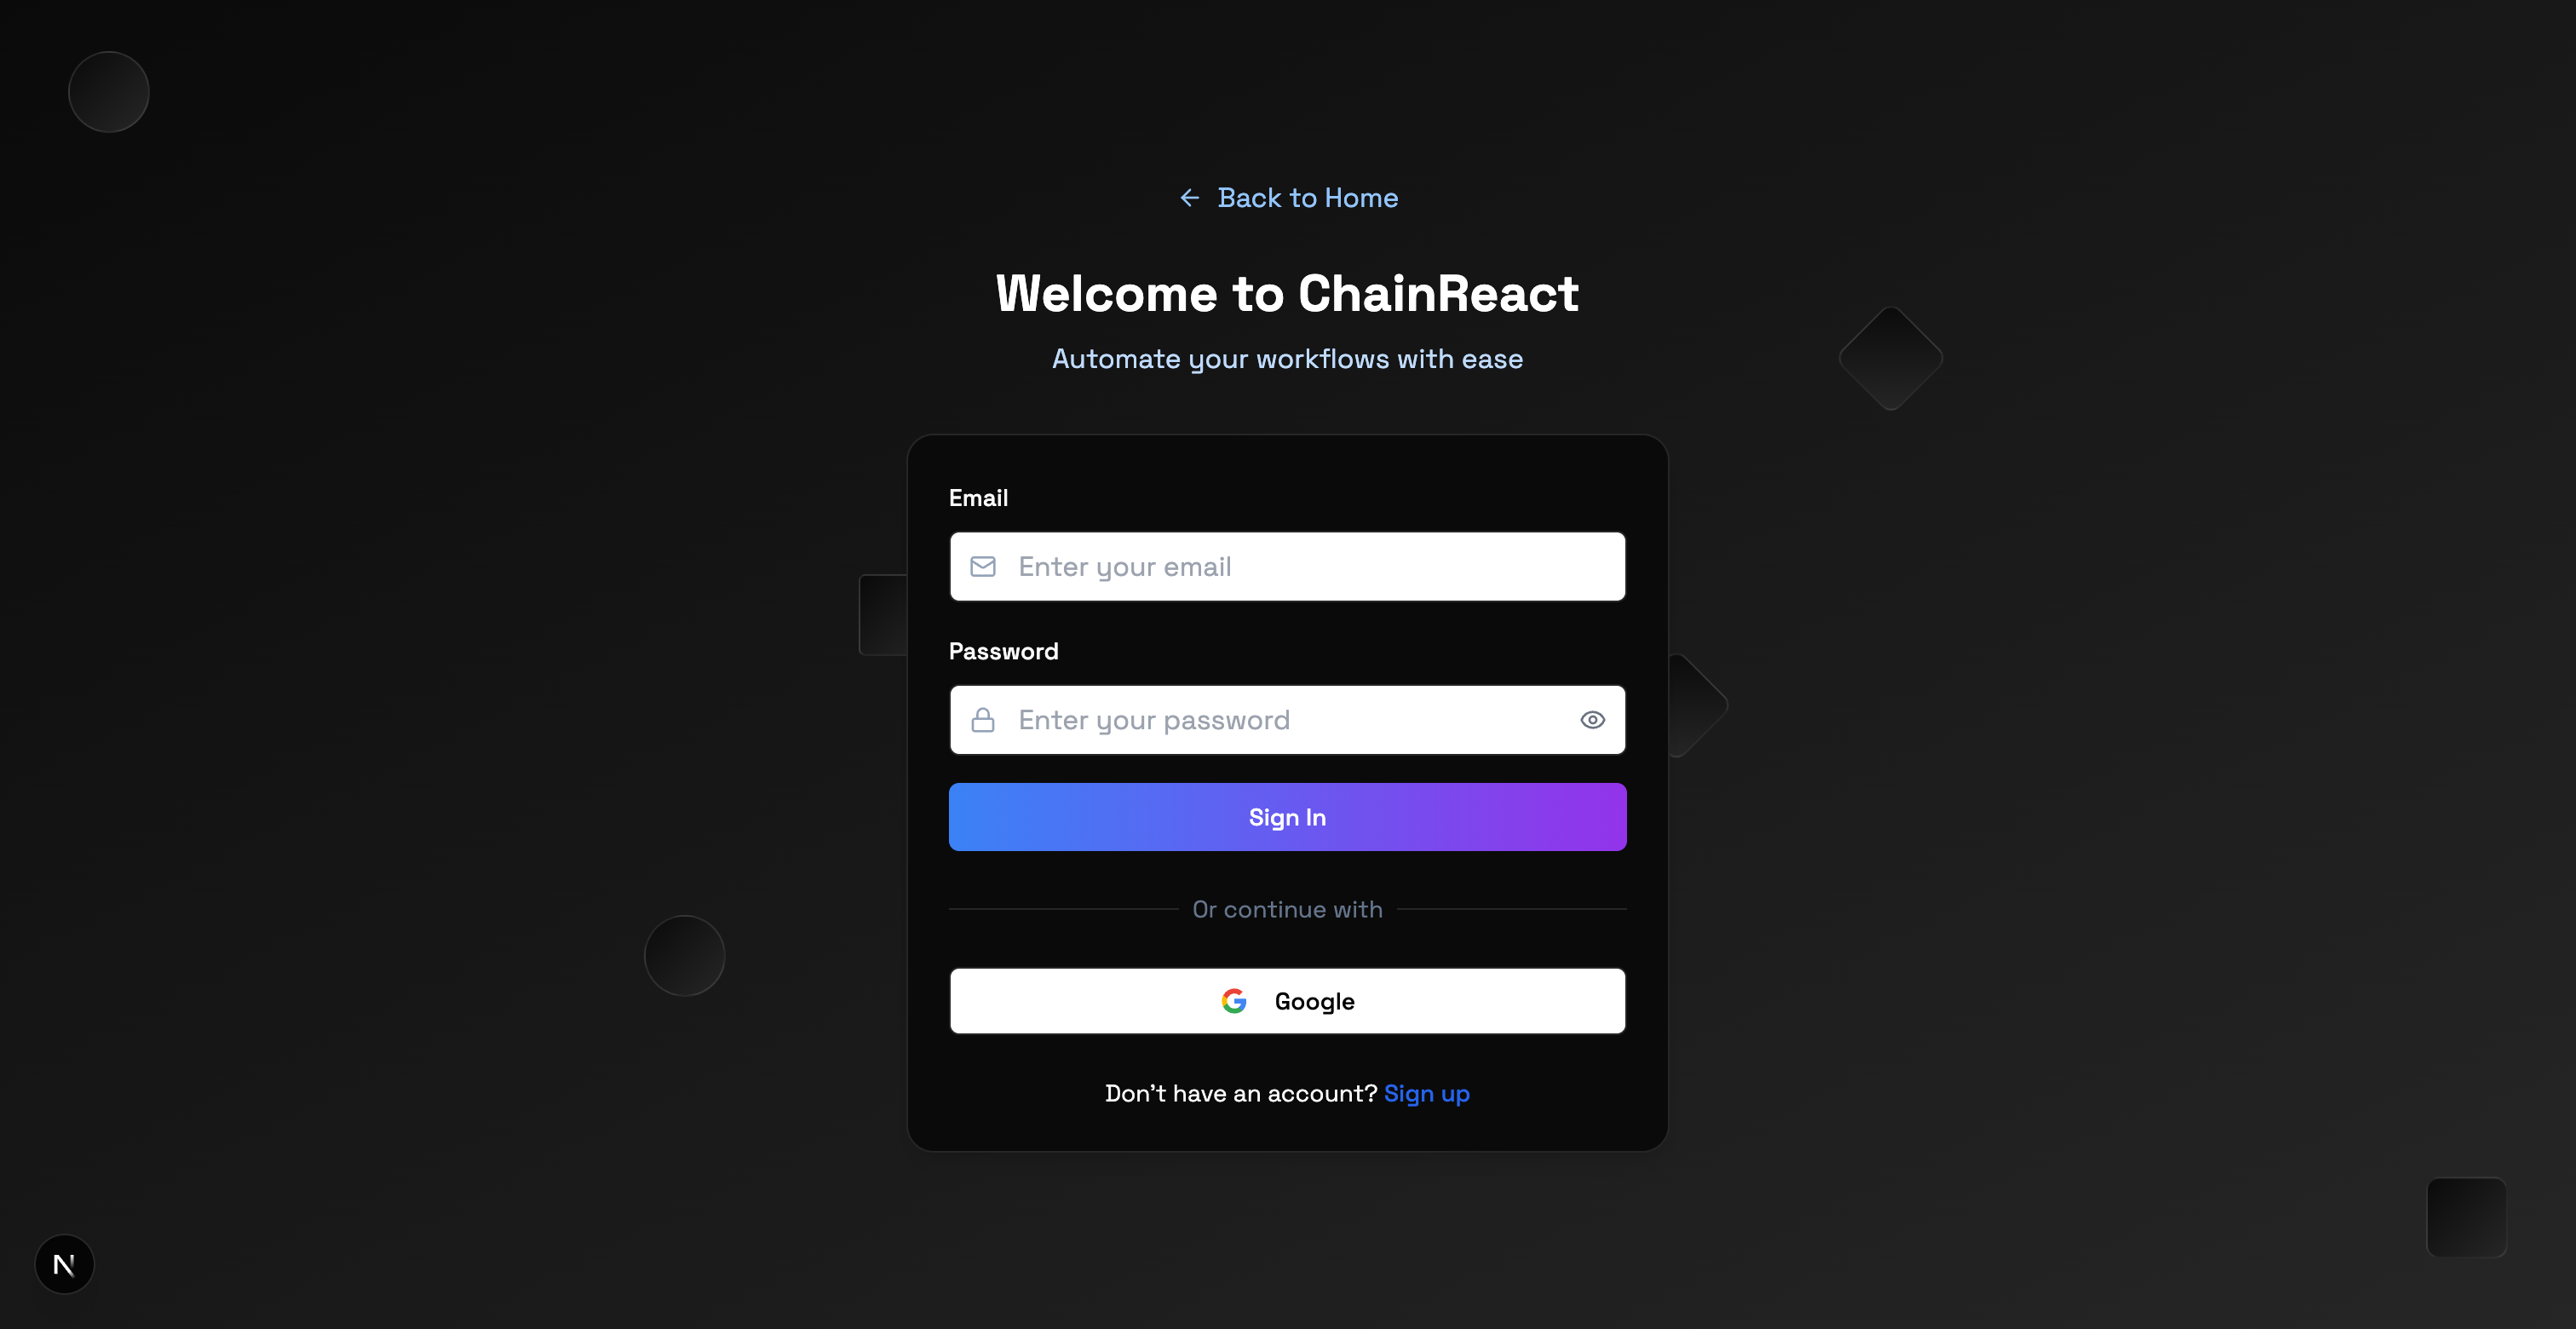 Back to Home
Welcome to ChainReact
Automate your workflows with ease
Email
Enter your email
Password
Enter your password
Sign In
Or continue with
Google
Don't have an account? Sign up
N